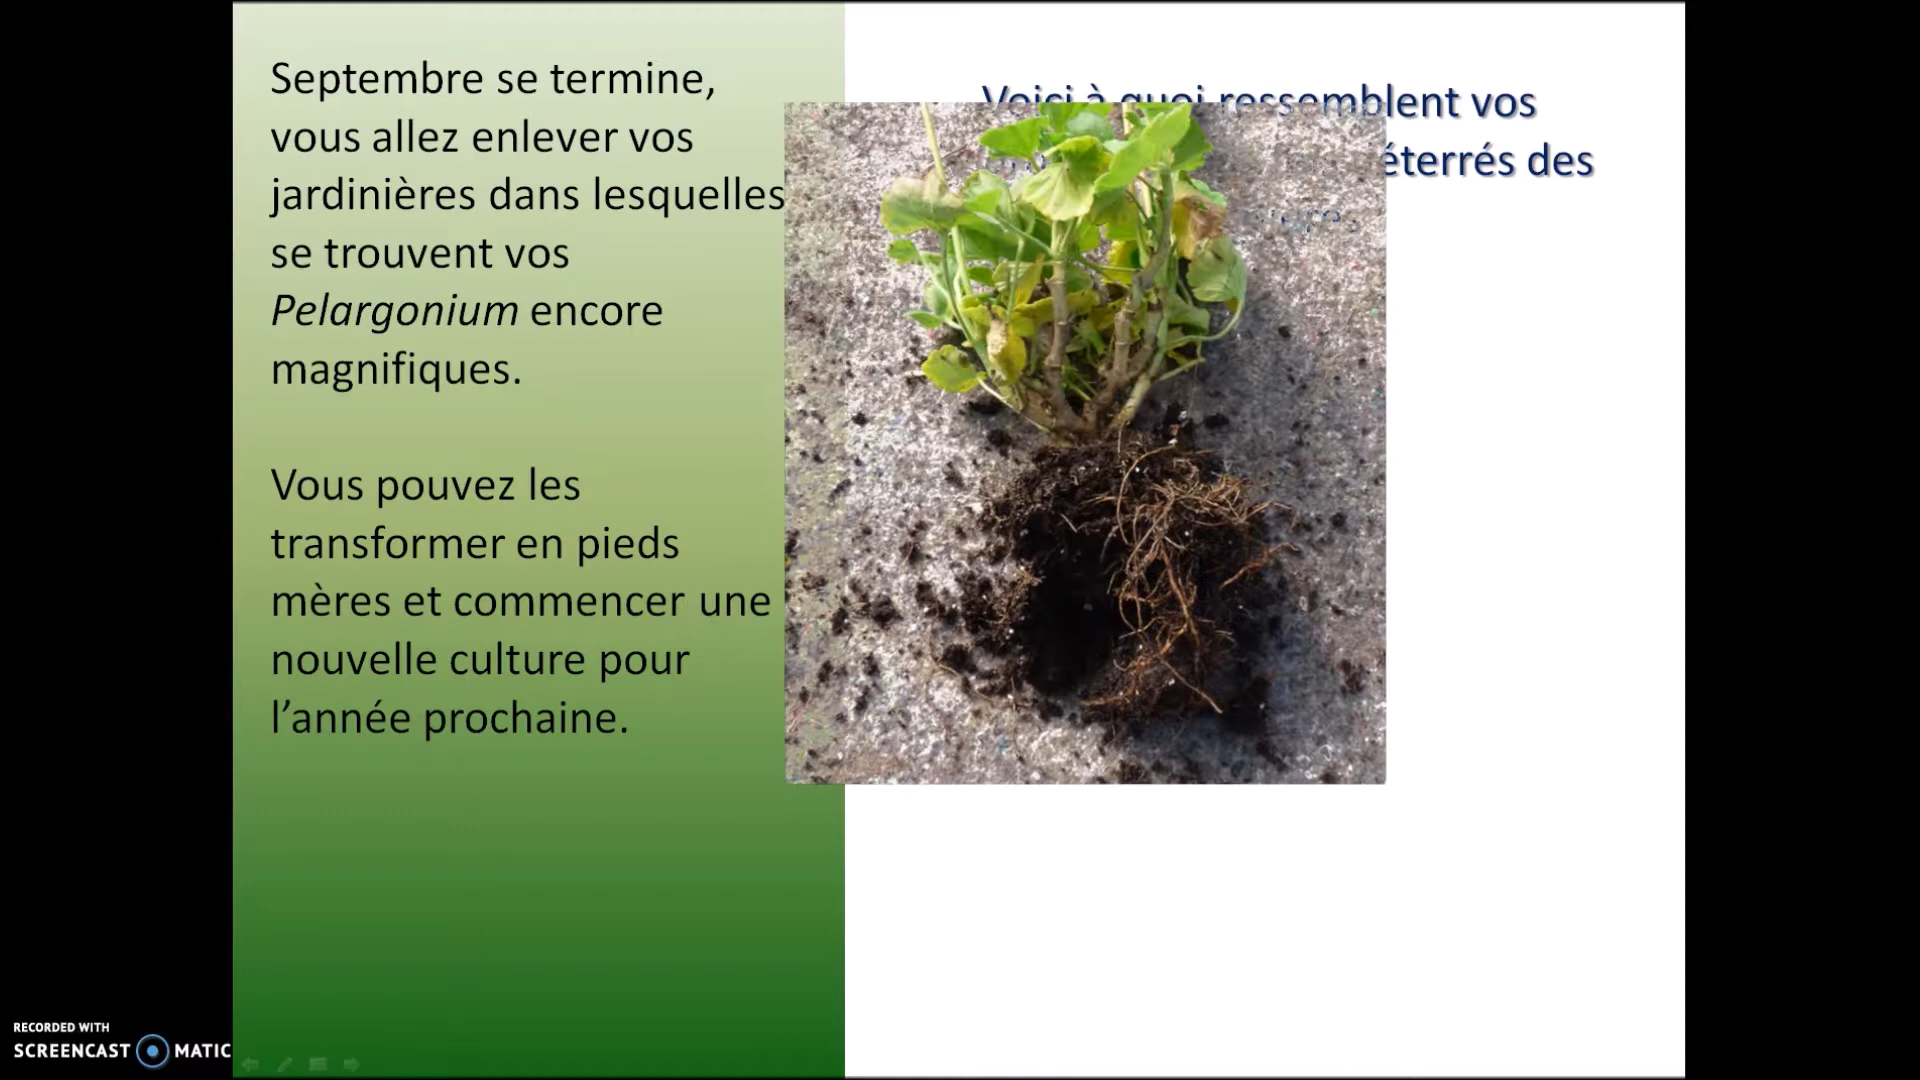 Septembre se termine,
vous allez enlever vos
jardinières dans lesquelles
se trouvent vos
Pelargonium encore
magnifiques.
Vous pouvez les
transformer en pieds
mères et commencer une
nouvelle culture pour
l’année prochaine.
Voici à quoi ressemblent vos
éterrés des
RECORDED WITH
SCREENCAST MATIC